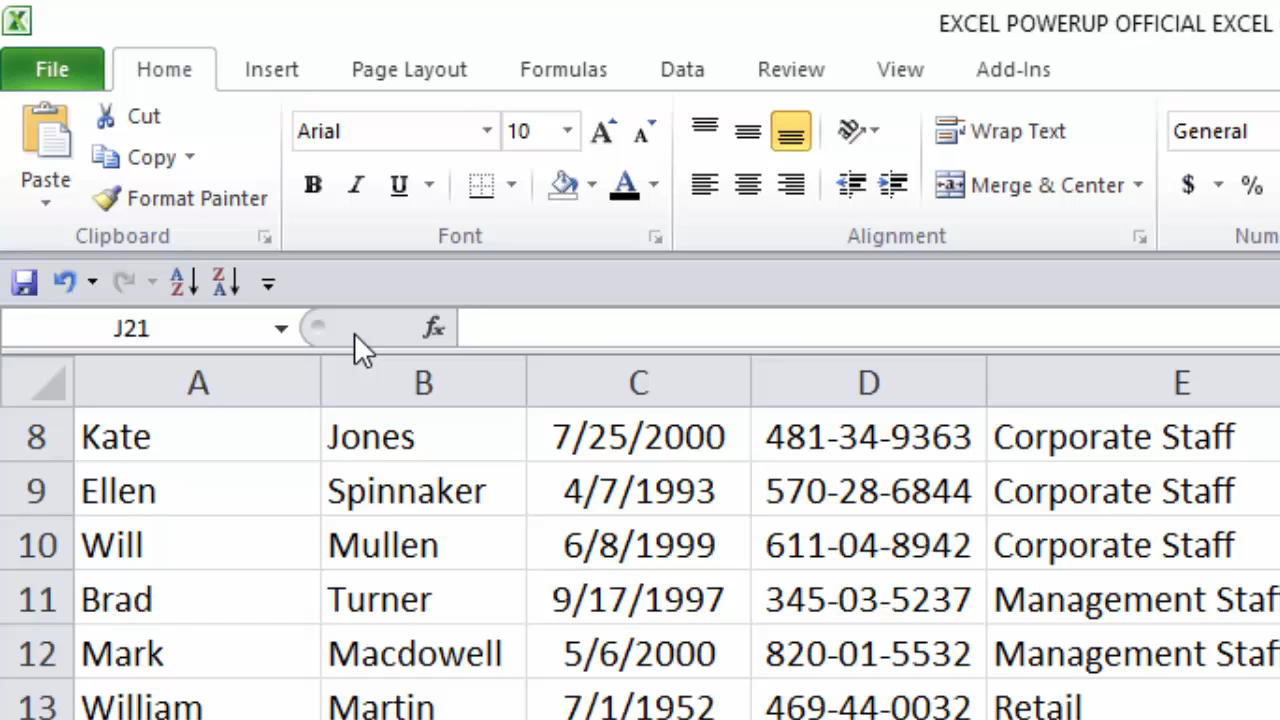 EXCEL POWERUP OFFICIAL EXCEL
File Home Insert Page Layout Formulas Data Review View Add-Ins
Paste
Cut
Copy
Format Painter
Clipboard
Arial 10
B I U
Font
Wrap Text
Merge & Center
Alignment
General
$ %
J21 fx
A B C D E
8 Kate Jones 7/25/2000 481-34-9363 Corporate Staff
9 Ellen Spinnaker 4/7/1993 570-28-6844 Corporate Staff
10 Will Mullen 6/8/1999 611-04-8942 Corporate Staff
11 Brad Turner 9/17/1997 345-03-5237 Management Staff
12 Mark Macdowell 5/6/2000 820-01-5532 Management Staff
13 William Martin 7/1/1952 469-44-0032 Retail